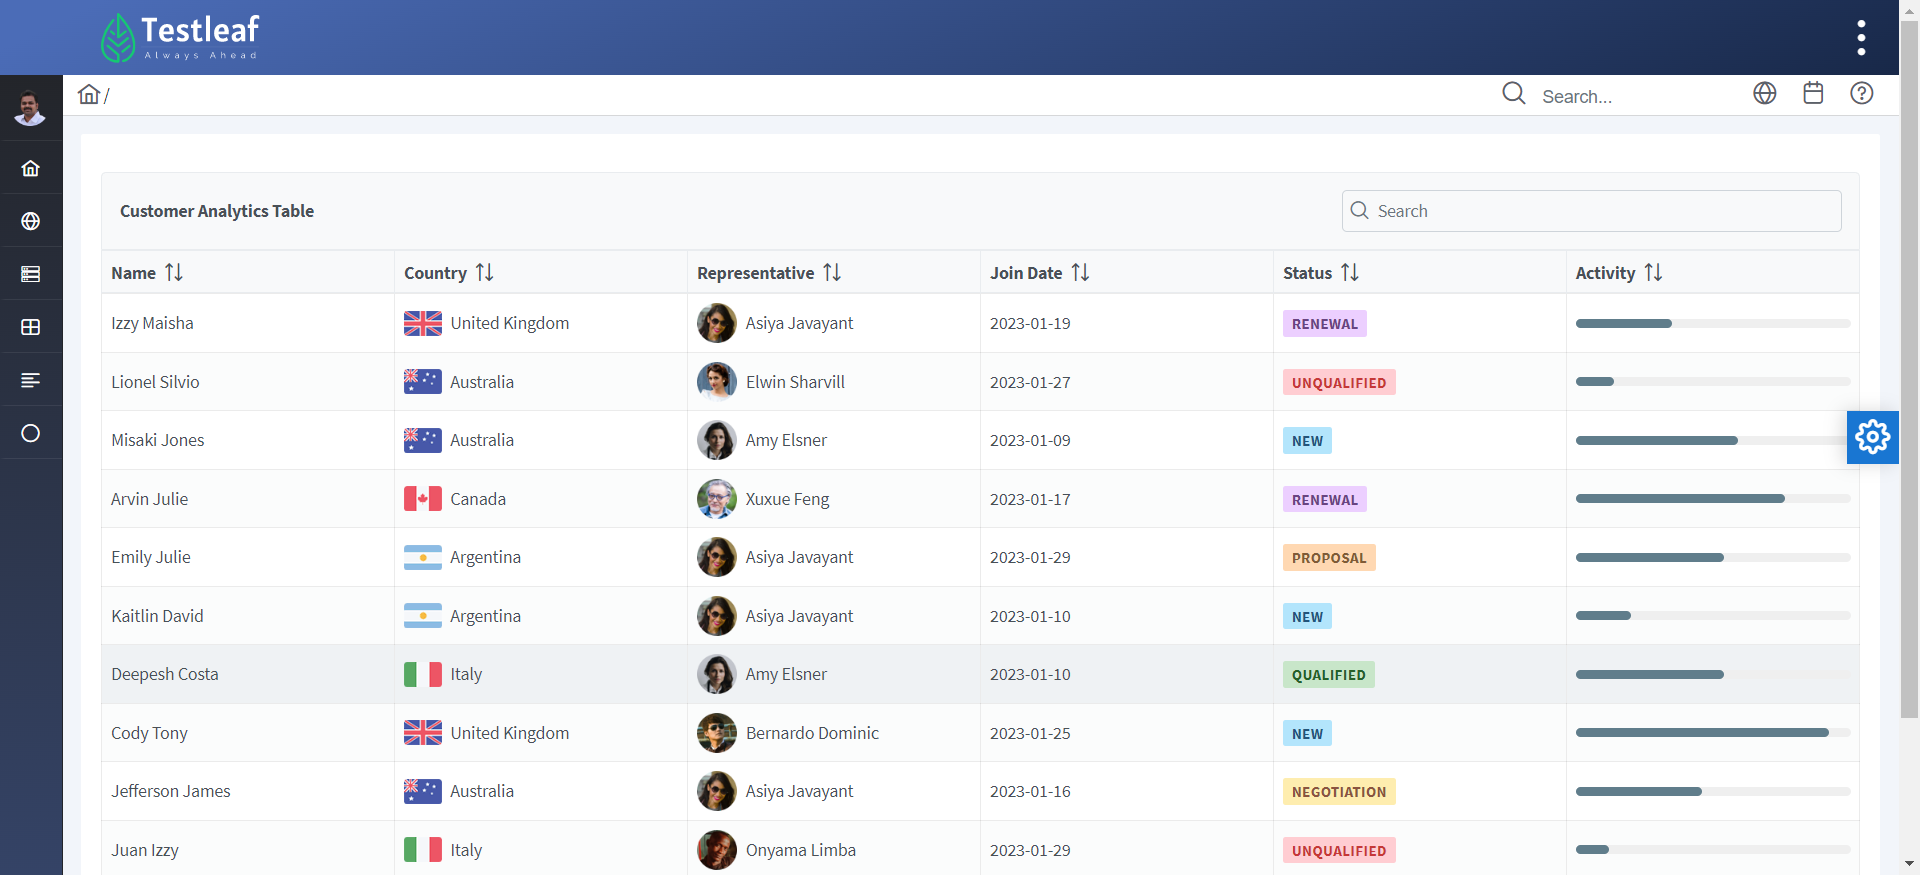 Testleaf
Always Ahead
/
Search...
Customer Analytics Table
Search
Name Country Representative Join Date Status Activity
Izzy Maisha United Kingdom Asiya Javayant 2023-01-19 RENEWAL
Lionel Silvio Australia Elwin Sharvill 2023-01-27 UNQUALIFIED
Misaki Jones Australia Amy Elsner 2023-01-09 NEW
Arvin Julie Canada Xuxue Feng 2023-01-17 RENEWAL
Emily Julie Argentina Asiya Javayant 2023-01-29 PROPOSAL
Kaitlin David Argentina Asiya Javayant 2023-01-10 NEW
Deepesh Costa Italy Amy Elsner 2023-01-10 QUALIFIED
Cody Tony United Kingdom Bernardo Dominic 2023-01-25 NEW
Jefferson James Australia Asiya Javayant 2023-01-16 NEGOTIATION
Juan Izzy Italy Onyama Limba 2023-01-29 UNQUALIFIED